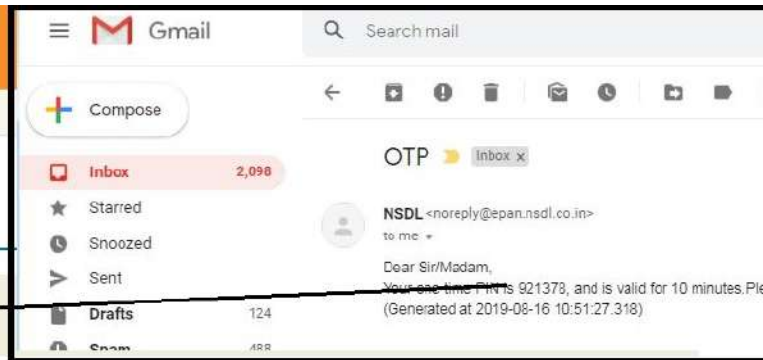 Gmail
Search mail
Compose
OTP Inbox x
Inbox 2,098
Starred
NSDL <noreply@epan.nsdl.co.in>
to me
Snoozed
Dear Sir/Madam,
Sent
Your one time PIN is 921378, and is valid for 10 minutes.Ple
Drafts 124
(Generated at 2019-08-16 10:51:27.318)
Spam 488